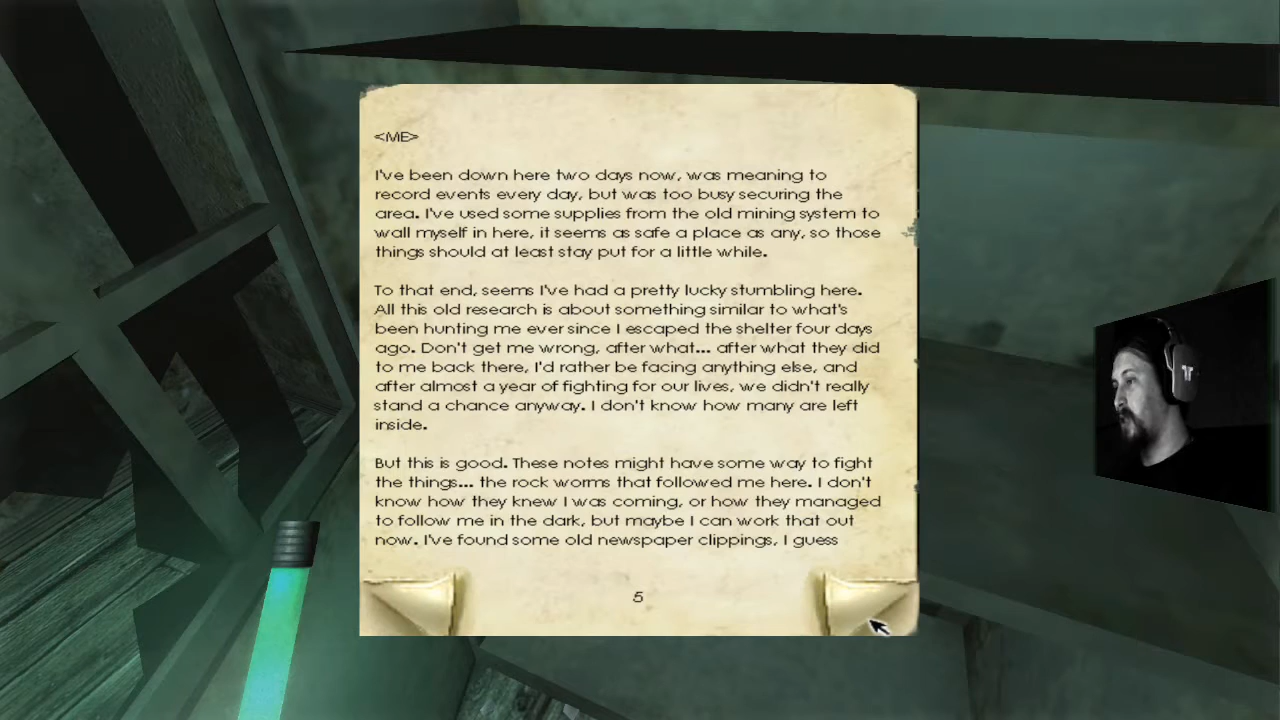 <ME>
I've been down here two days now, was meaning to
record events every day, but was too busy securing the
area. I've used some supplies from the old mining system to
wall myself in here, it seems as safe a place as any, so those
things should at least stay put for a little while.
To that end, seems I've had a pretty lucky stumbling here.
All this old research is about something similar to what's
been hunting me ever since I escaped the shelter four days
ago. Don't get me wrong, after what... after what they did
to me back there, I'd rather be facing anything else, and
after almost a year of fighting for our lives, we didn't really
stand a chance anyway. I don't know how many are left
inside.
But this is good. These notes might have some way to fight
the things... the rock worms that followed me here. I don't
know how they knew I was coming, or how they managed
to follow me in the dark, but maybe I can work that out
now. I've found some old newspaper clippings, I guess
5